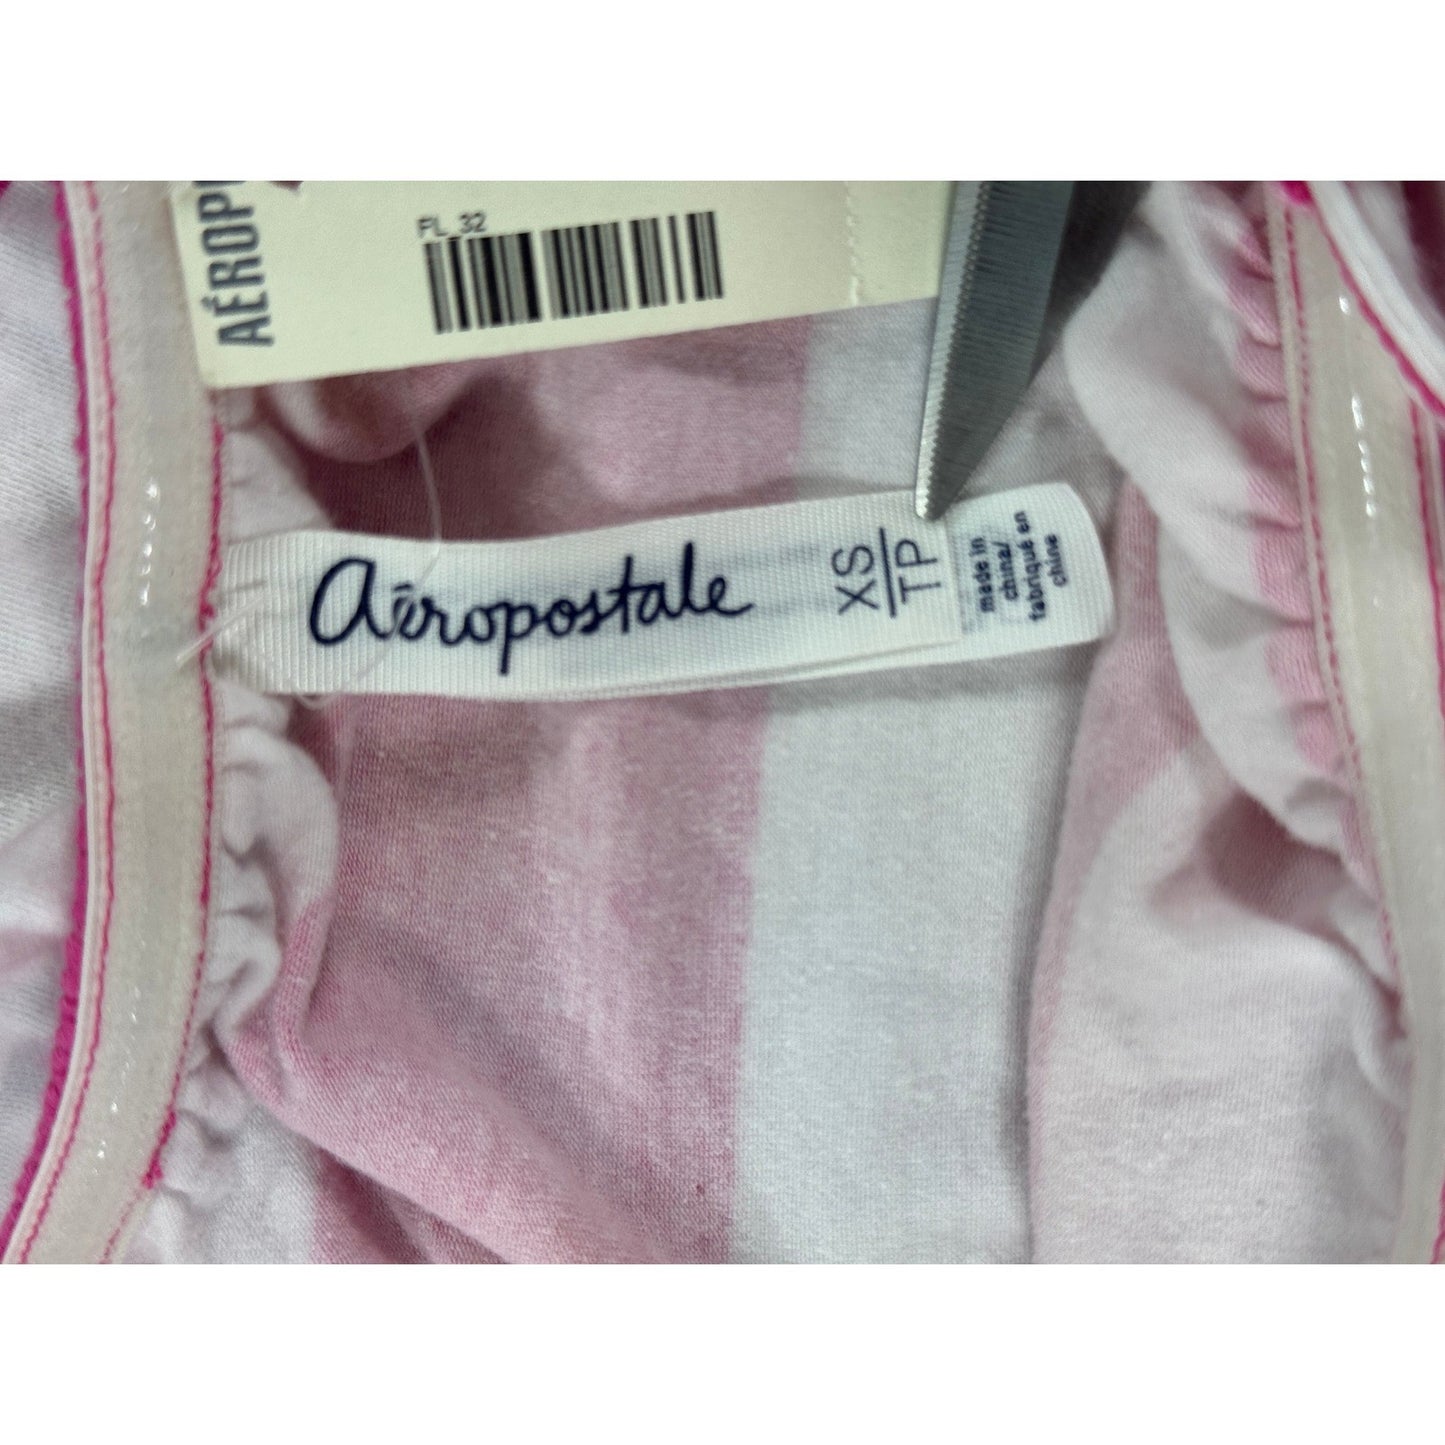 AÉROP
FL_32
aéropostale
XS
TP
made in
china/
fabriqué en
chine